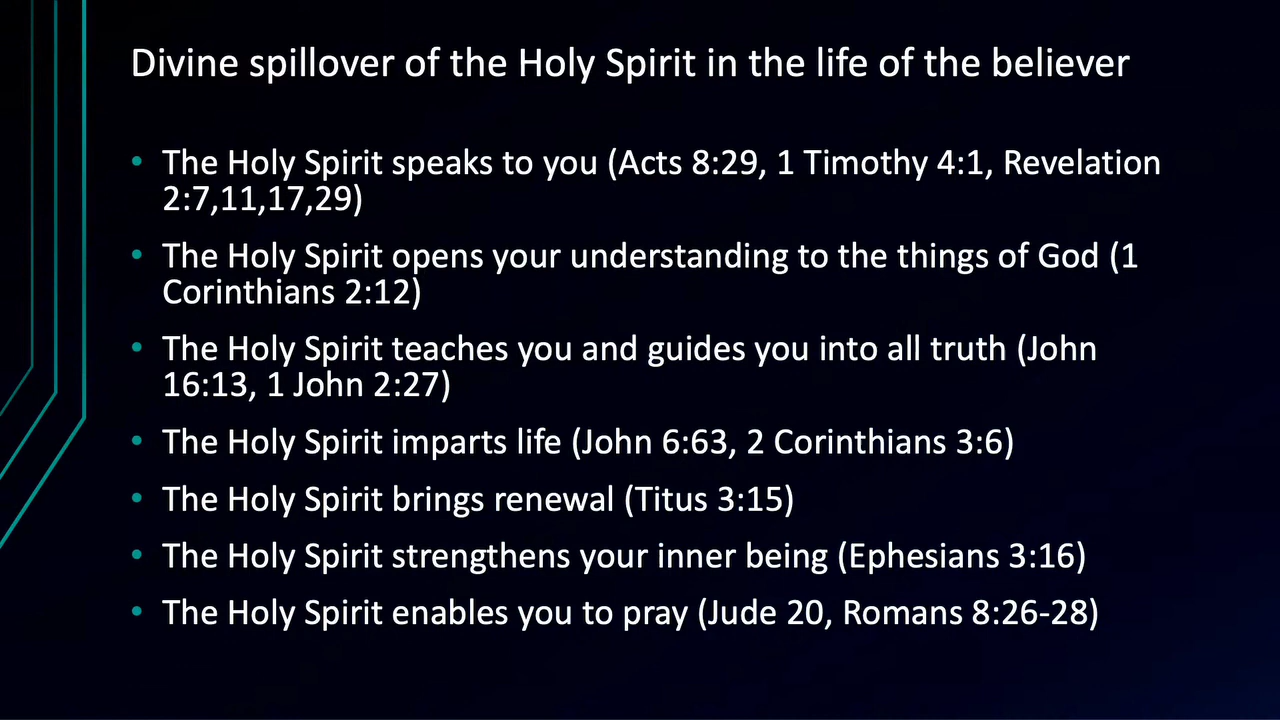 Divine spillover of the Holy Spirit in the life of the believer
• The Holy Spirit speaks to you (Acts 8:29, 1 Timothy 4:1, Revelation
2:7,11,17,29)
• The Holy Spirit opens your understanding to the things of God (1
Corinthians 2:12)
• The Holy Spirit teaches you and guides you into all truth (John
16:13, 1 John 2:27)
• The Holy Spirit imparts life (John 6:63, 2 Corinthians 3:6)
• The Holy Spirit brings renewal (Titus 3:15)
• The Holy Spirit strengthens your inner being (Ephesians 3:16)
• The Holy Spirit enables you to pray (Jude 20, Romans 8:26-28)